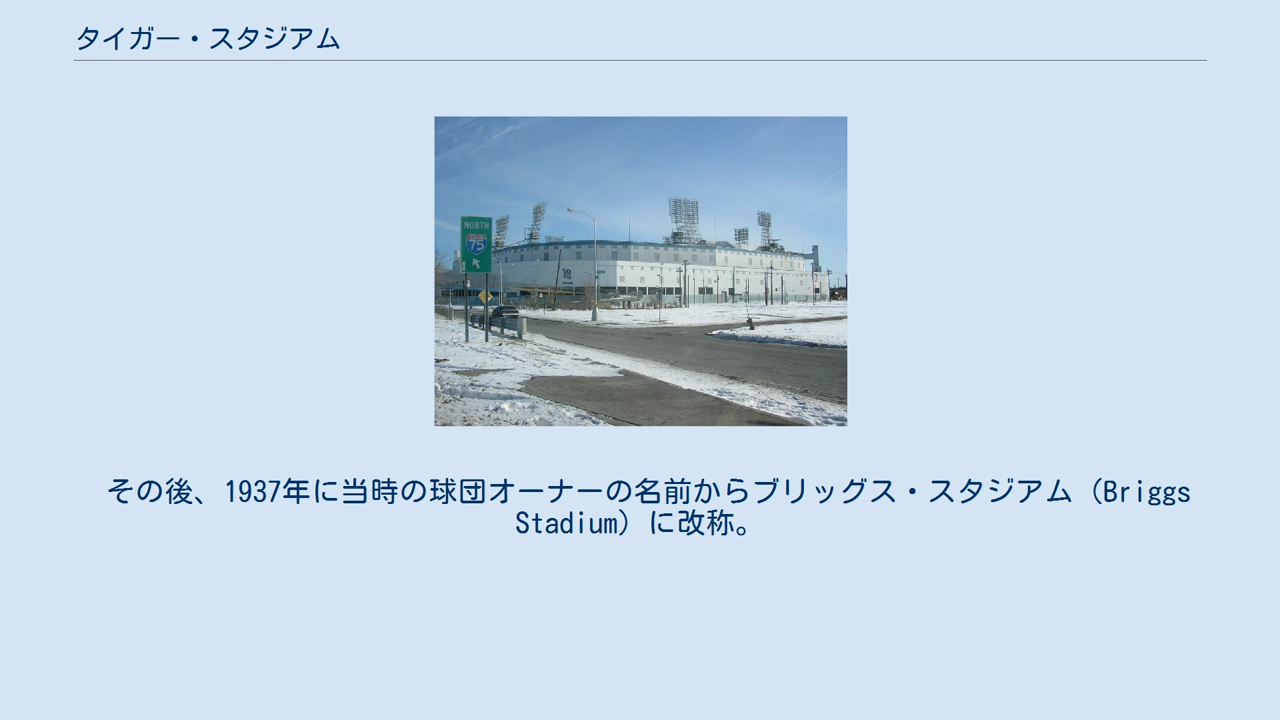 タイガー・スタジアム
NORTH
75
その後、1937年に当時の球団オーナーの名前からブリッグス・スタジアム（Briggs
Stadium）に改称。